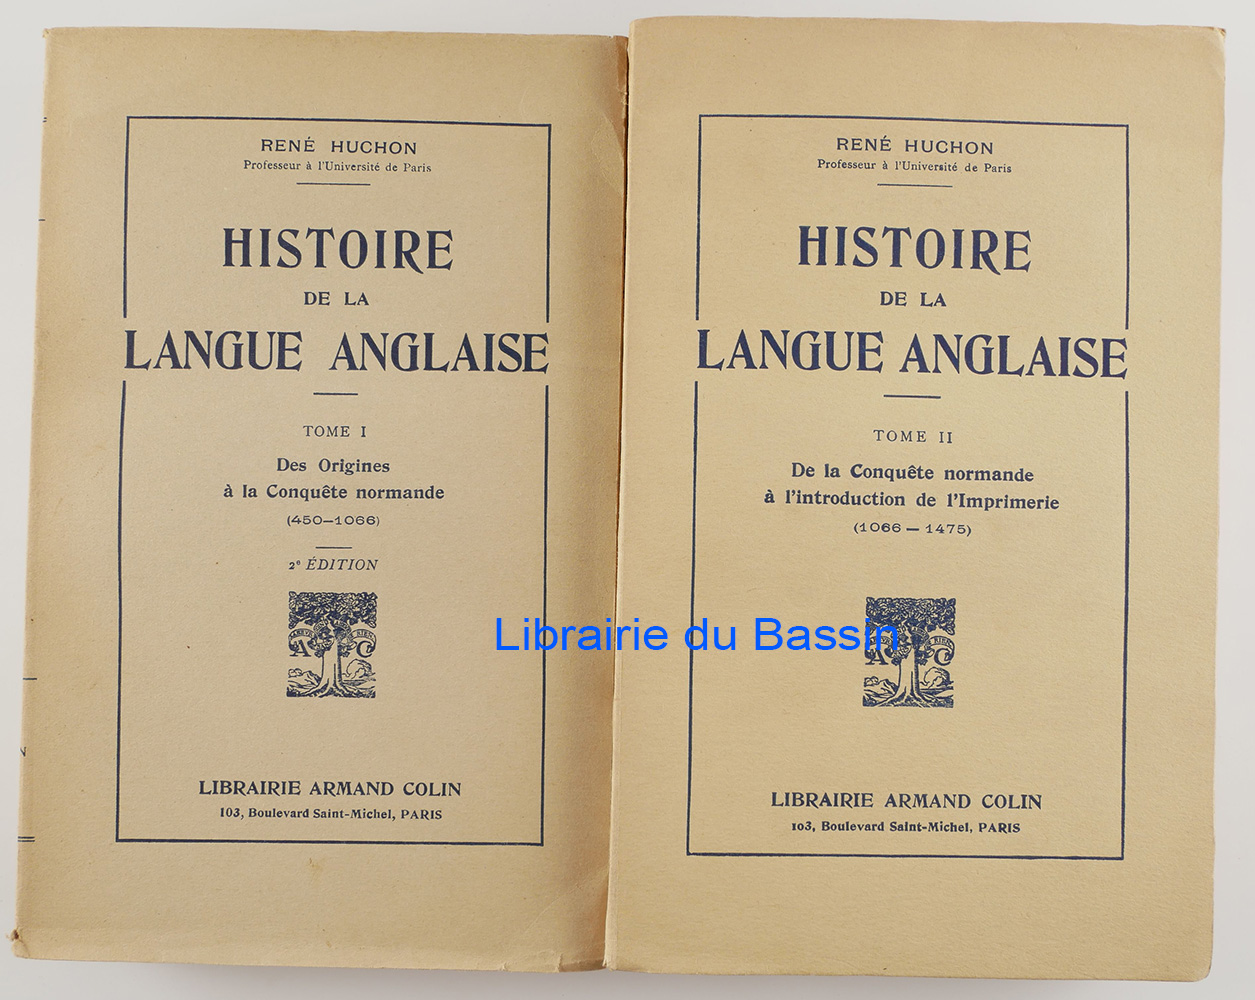 RENÉ HUCHON
Professeur à l'Université de Paris
HISTOIRE
DE LA
LANGUE ANGLAISE
TOME I
Des Origines
à la Conquête normande
(450—1066)
2e ÉDITION
A C
LIBRAIRIE ARMAND COLIN
103, Boulevard Saint-Michel, PARIS
N
RENÉ HUCHON
Professeur à l'Université de Paris
HISTOIRE
DE LA
LANGUE ANGLAISE
TOME II
De la Conquête normande
à l'introduction de l'Imprimerie
(1066 — 1475)
RIEN
A C
LIBRAIRIE ARMAND COLIN
103, Boulevard Saint-Michel, PARIS
Librairie du Bassin